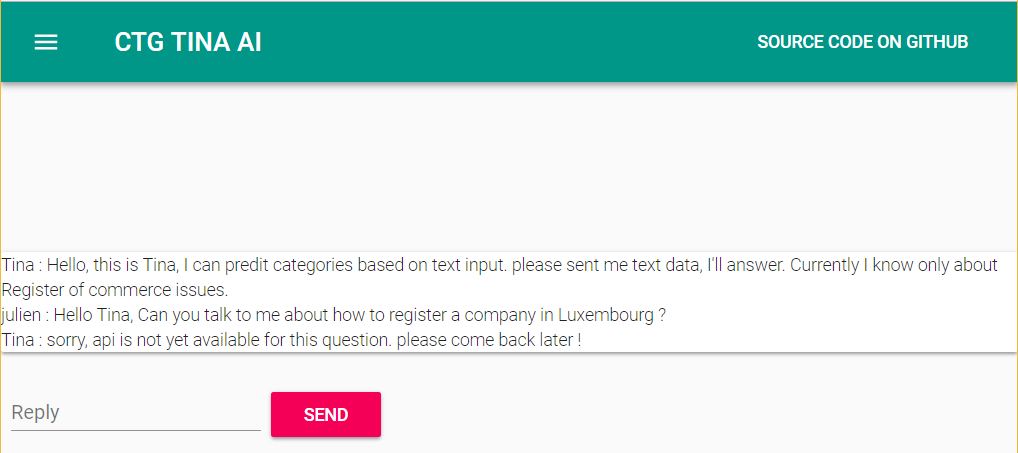 CTG TINA AI
SOURCE CODE ON GITHUB
Tina : Hello, this is Tina, I can predit categories based on text input. please sent me text data, I'll answer. Currently I know only about
Register of commerce issues.
julien : Hello Tina, Can you talk to me about how to register a company in Luxembourg ?
Tina : sorry, api is not yet available for this question. please come back later !
Reply
SEND